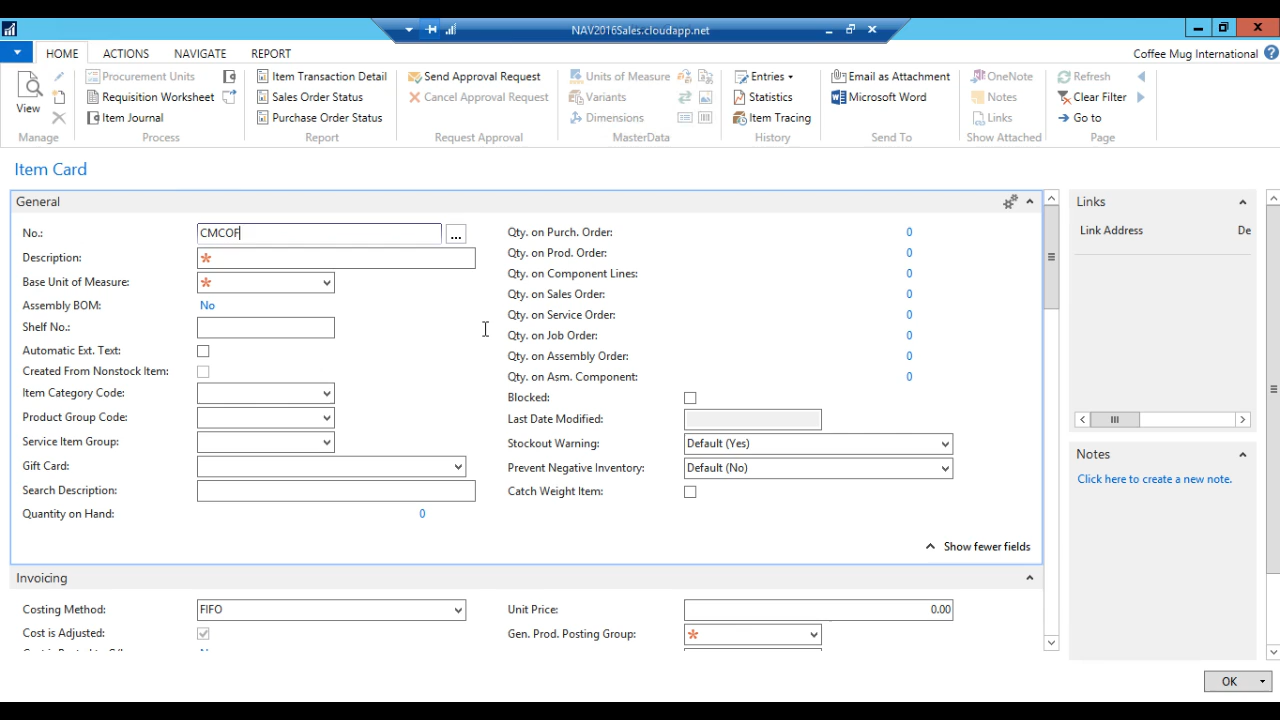 NAV2016Sales.cloudapp.net
HOME ACTIONS NAVIGATE REPORT
Coffee Mug International
View
Manage
Procurement Units
Requisition Worksheet
Item Journal
Process
Item Transaction Detail
Sales Order Status
Purchase Order Status
Report
Send Approval Request
Cancel Approval Request
Request Approval
Units of Measure
Variants
Dimensions
MasterData
Entries
Statistics
Item Tracing
History
Email as Attachment
Microsoft Word
Send To
OneNote
Notes
Links
Show Attached
Refresh
Clear Filter
Go to
Page
Item Card
General
No.: CMCOF ...
Description: *
Base Unit of Measure: *
Assembly BOM: No
Shelf No.:
Automatic Ext. Text:
Created From Nonstock Item:
Item Category Code:
Product Group Code:
Service Item Group:
Gift Card:
Search Description:
Quantity on Hand: 0
Qty. on Purch. Order: 0
Qty. on Prod. Order: 0
Qty. on Component Lines: 0
Qty. on Sales Order: 0
Qty. on Service Order: 0
Qty. on Job Order: 0
Qty. on Assembly Order: 0
Qty. on Asm. Component: 0
Blocked:
Last Date Modified:
Stockout Warning: Default (Yes)
Prevent Negative Inventory: Default (No)
Catch Weight Item:
Show fewer fields
Invoicing
Costing Method: FIFO
Cost is Adjusted:
Unit Price: 0.00
Gen. Prod. Posting Group: *
Links
Link Address De
Notes
Click here to create a new note.
OK